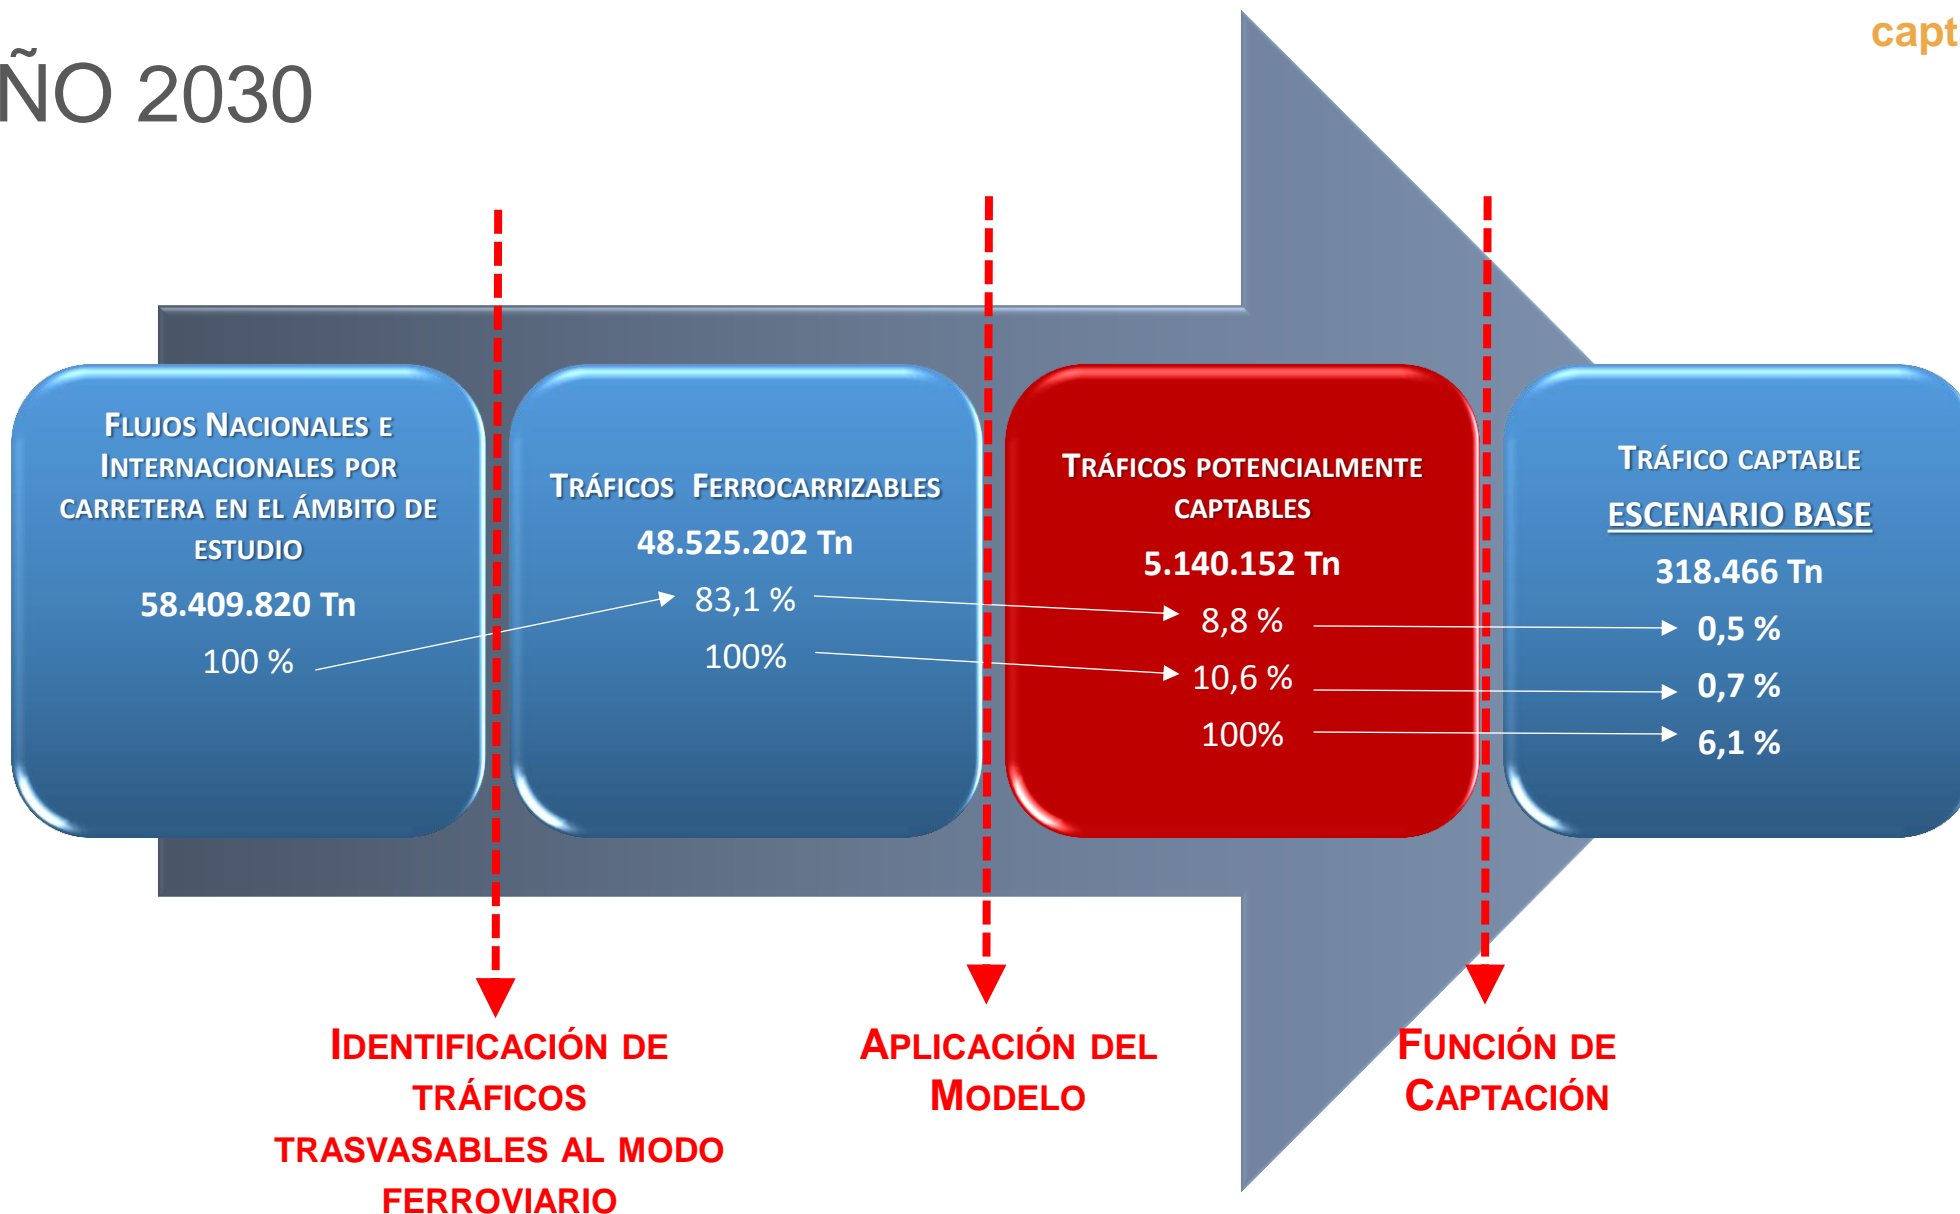 ÑO 2030
capt
FLUJOS NACIONALES E
INTERNACIONALES POR
CARRETERA EN EL ÁMBITO DE
ESTUDIO
58.409.820 Tn
100 %
TRÁFICOS FERROCARRIZABLES
48.525.202 Tn
83,1 %
100%
TRÁFICOS POTENCIALMENTE
CAPTABLES
5.140.152 Tn
8,8 %
10,6 %
100%
TRÁFICO CAPTABLE
ESCENARIO BASE
318.466 Tn
0,5 %
0,7 %
6,1 %
IDENTIFICACIÓN DE
TRÁFICOS
TRASVASABLES AL MODO
FERROVIARIO
APLICACIÓN DEL
MODELO
FUNCIÓN DE
CAPTACIÓN